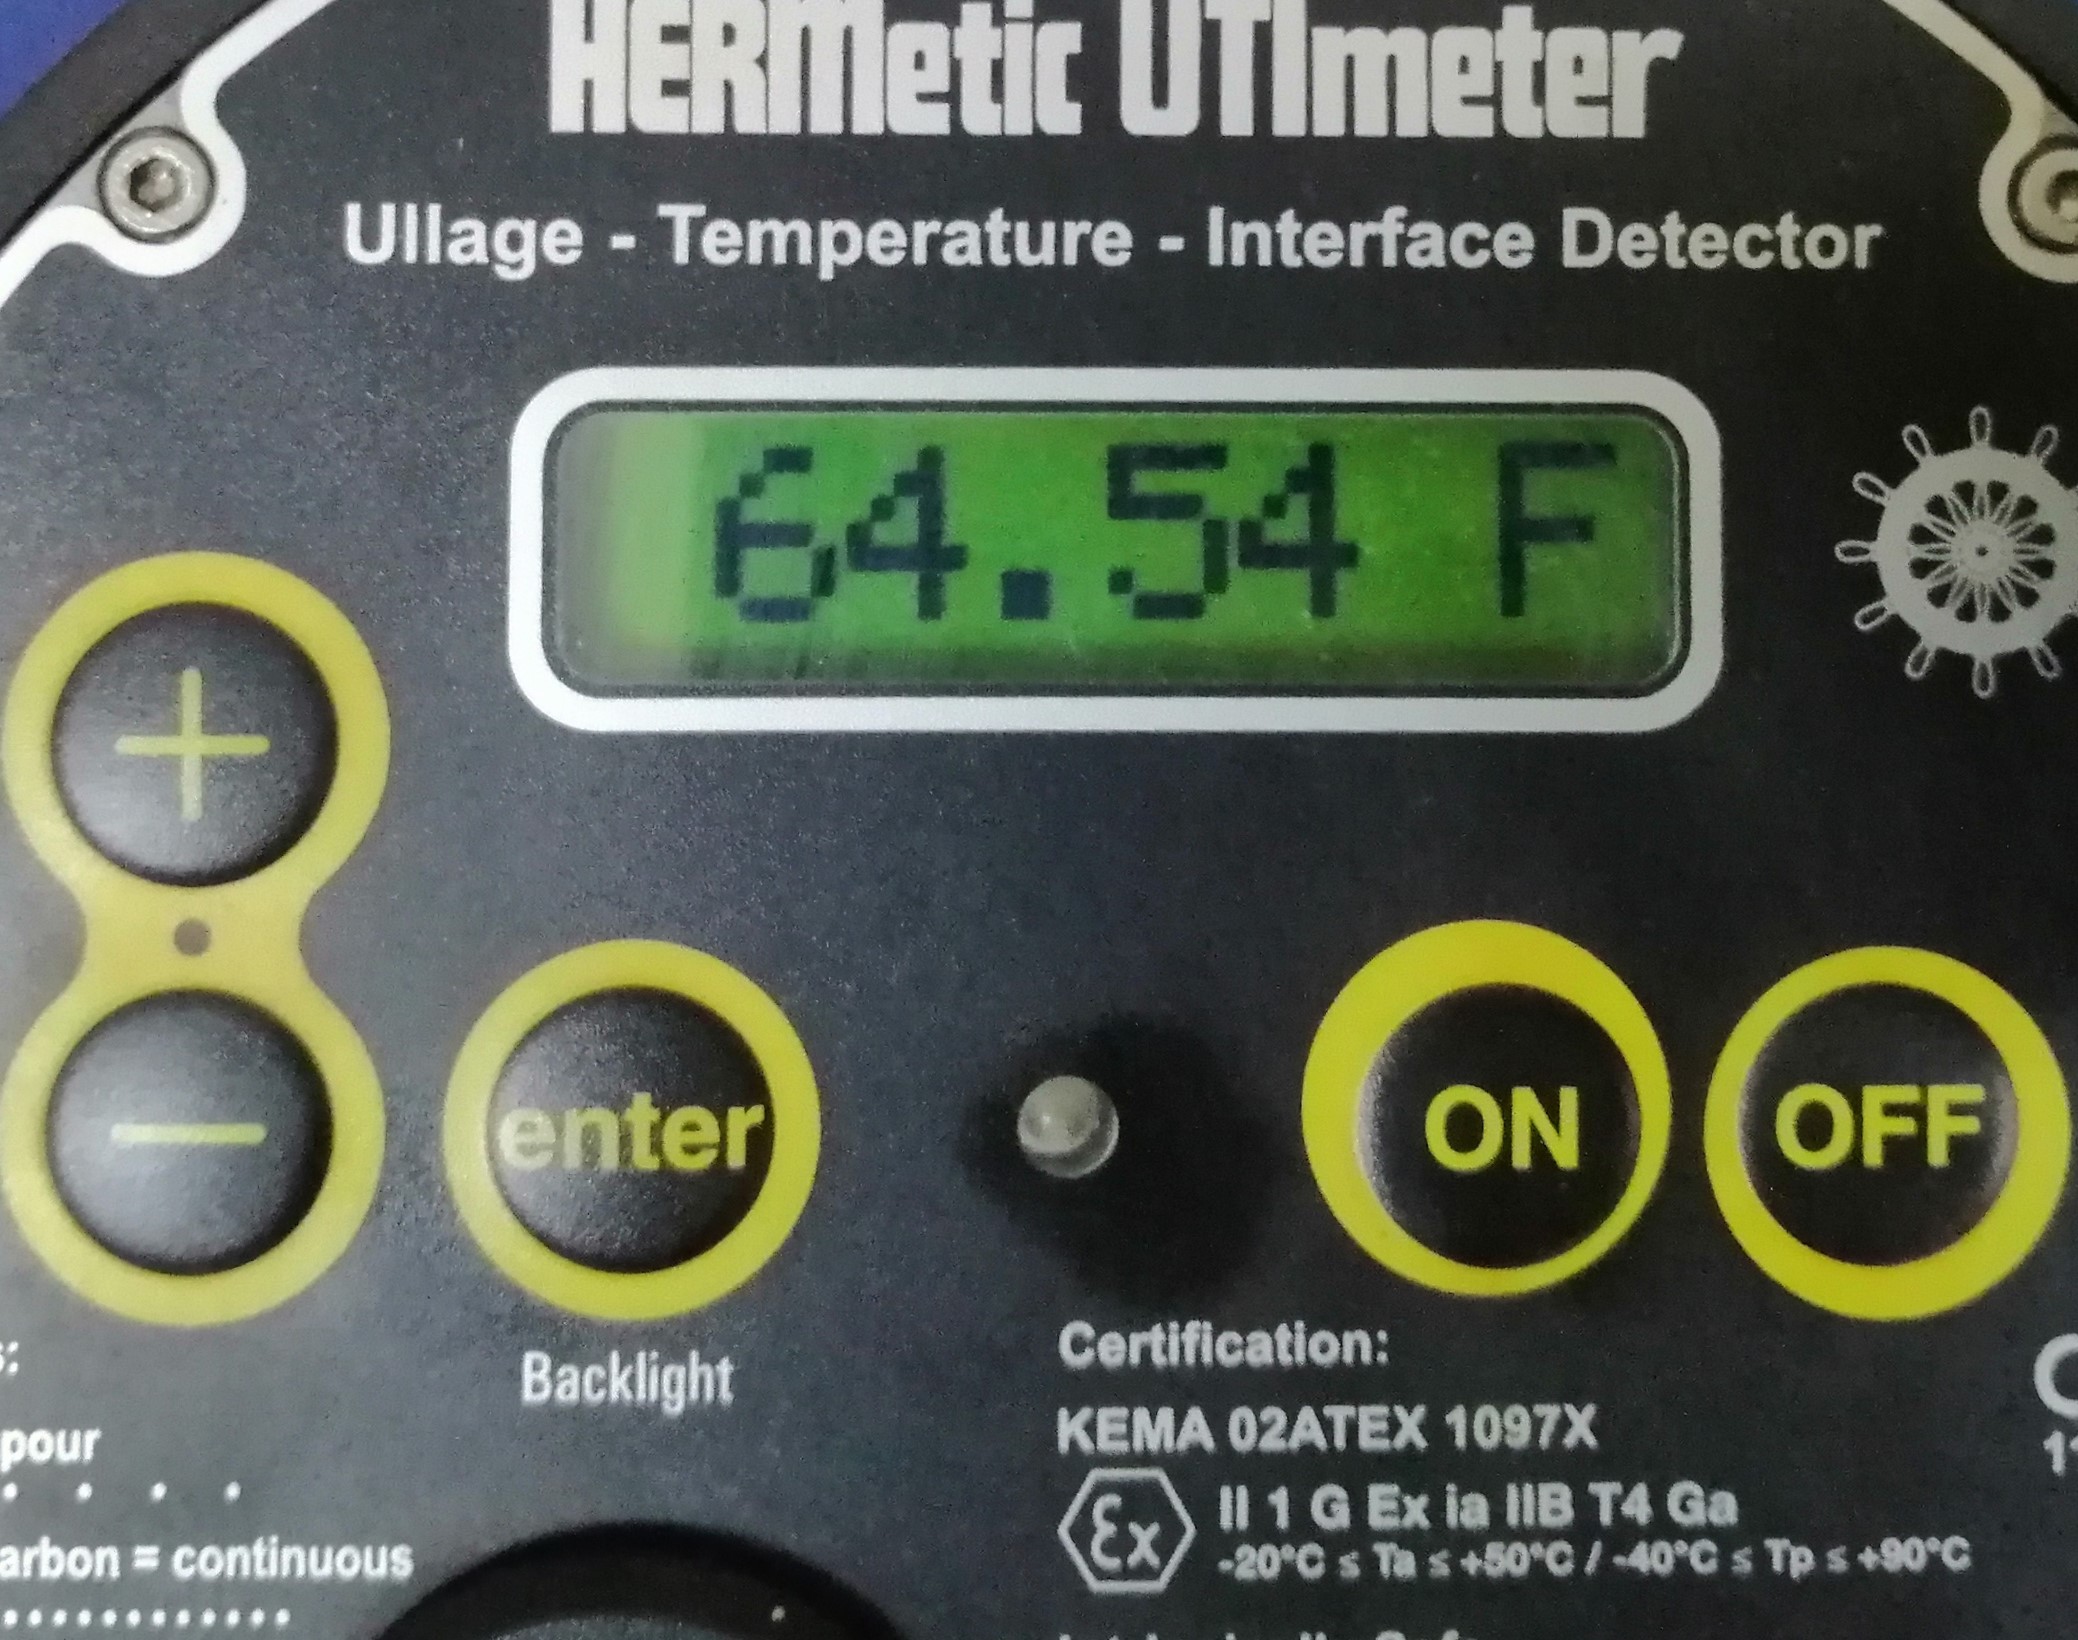 HERMetic UTImeter
Ullage - Temperature - Interface Detector
64.54 F
+
−
enter
ON
OFF
Backlight
Certification:
KEMA 02ATEX 1097X
pour
Ex
II 1 G Ex ia IIB T4 Ga
-20°C ≤ Ta ≤ +50°C / -40°C ≤ Tp ≤ +90°C
arbon = continuous